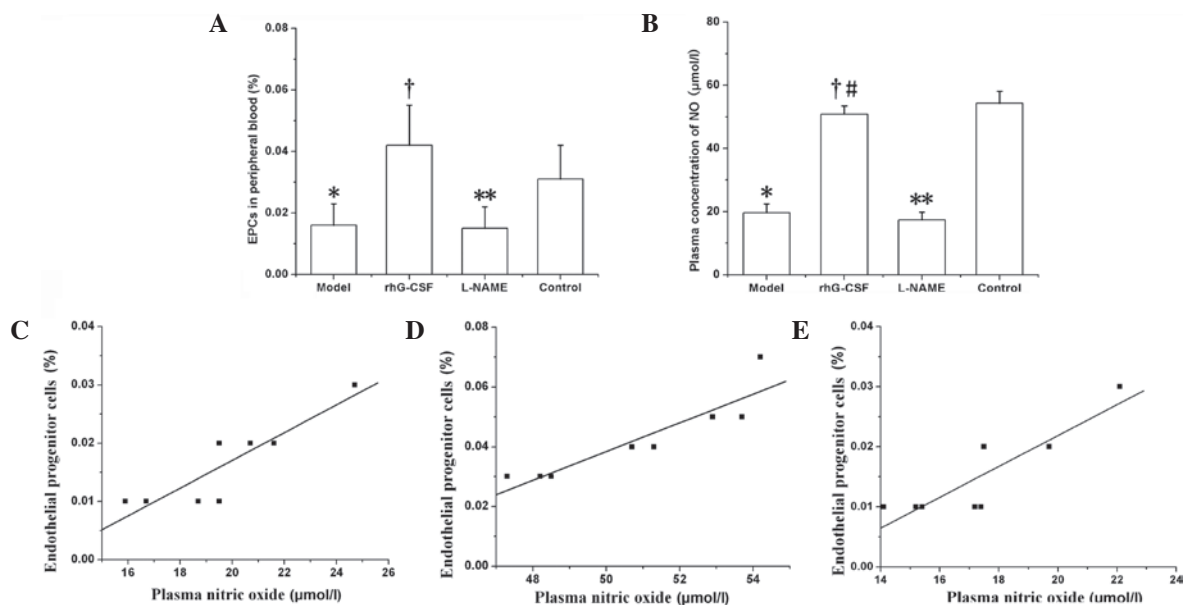 A
EPCs in peripheral blood (%)
0.08
0.06
0.04
0.02
0.00
*
†
**
Model rhG-CSF L-NAME Control
B
Plasma concentration of NO (μmol/l)
80
60
40
20
0
*
† #
**
Model rhG-CSF L-NAME Control
C
Endothelial progenitor cells (%)
0.04
0.03
0.02
0.01
0.00
16 18 20 22 24 26
Plasma nitric oxide (μmol/l)
D
Endothelial progenitor cells (%)
0.08
0.06
0.04
0.02
0.00
48 50 52 54
Plasma nitric oxide (μmol/l)
E
Endothelial progenitor cells (%)
0.04
0.03
0.02
0.01
0.00
14 16 18 20 22 24
Plasma nitric oxide (μmol/l)